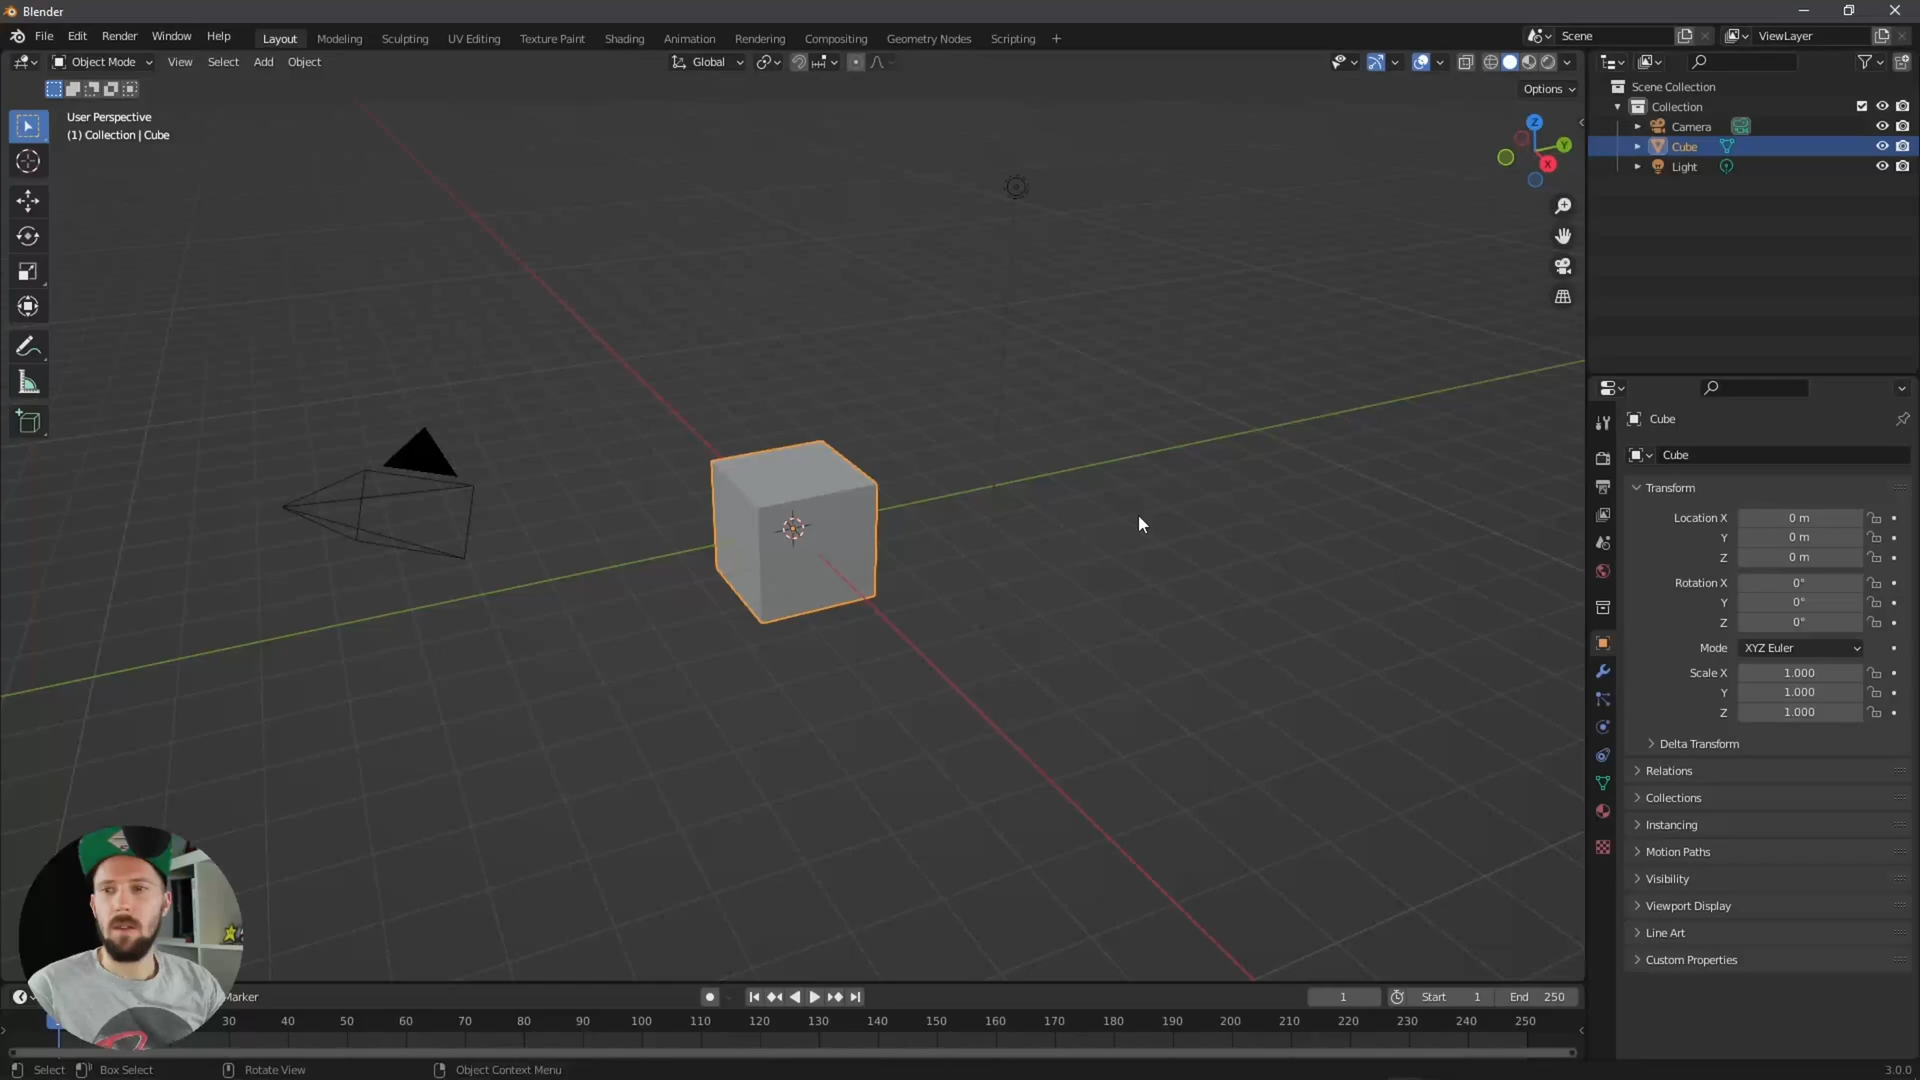 Blender
File Edit Render Window Help
Layout Modeling Sculpting UV Editing Texture Paint Shading Animation Rendering Compositing Geometry Nodes Scripting +
Scene
ViewLayer
Object Mode View Select Add Object
Global
Options
User Perspective
(1) Collection | Cube
Z
Y
X
Scene Collection
Collection
Camera
Cube
Light
Cube
Cube
Transform
Location X 0 m
Y 0 m
Z 0 m
Rotation X 0°
Y 0°
Z 0°
Mode XYZ Euler
Scale X 1.000
Y 1.000
Z 1.000
Delta Transform
Relations
Collections
Instancing
Motion Paths
Visibility
Viewport Display
Line Art
Custom Properties
Marker
1 Start 1 End 250
30 40 50 60 70 80 90 100 110 120 130 140 150 160 170 180 190 200 210 220 230 240 250
Select Box Select Rotate View Object Context Menu 3.0.0